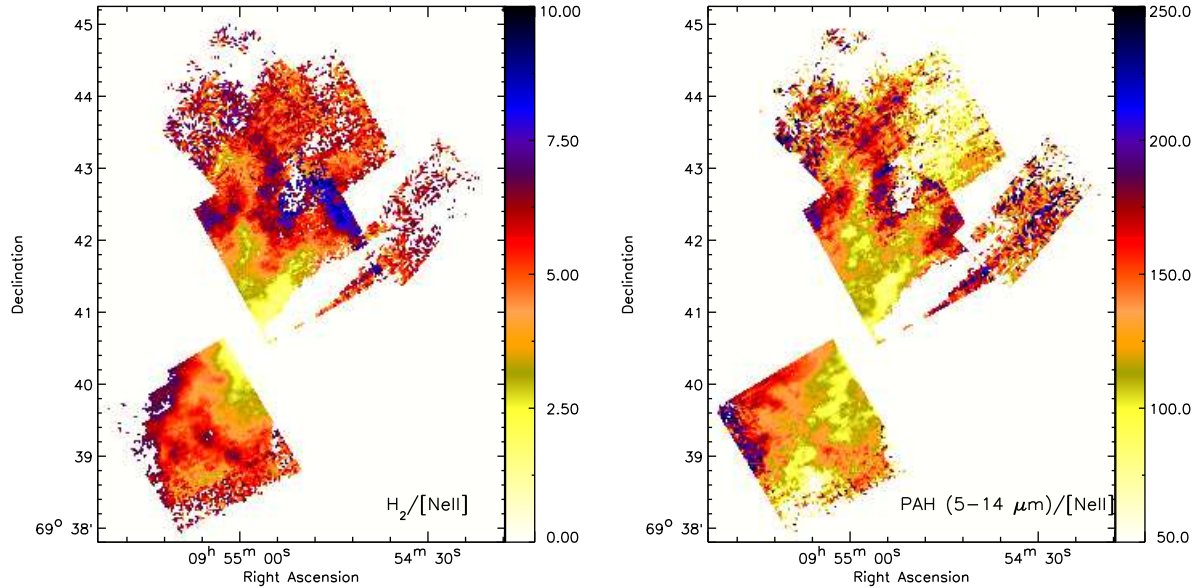 45
44
43
42
41
40
39
69° 38'
Declination
09ʰ 55ᵐ 00ˢ
54ᵐ 30ˢ
Right Ascension
H₂/[NeII]
10.00
7.50
5.00
2.50
0.00
45
44
43
42
41
40
39
69° 38'
Declination
09ʰ 55ᵐ 00ˢ
54ᵐ 30ˢ
Right Ascension
PAH (5−14 μm)/[NeII]
250.0
200.0
150.0
100.0
50.0